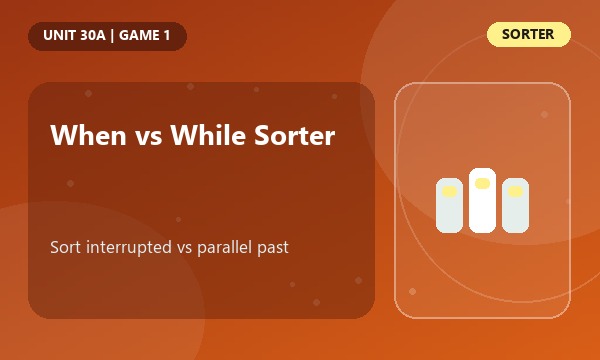 UNIT 30A | GAME 1
SORTER
When vs While Sorter
Sort interrupted vs parallel past